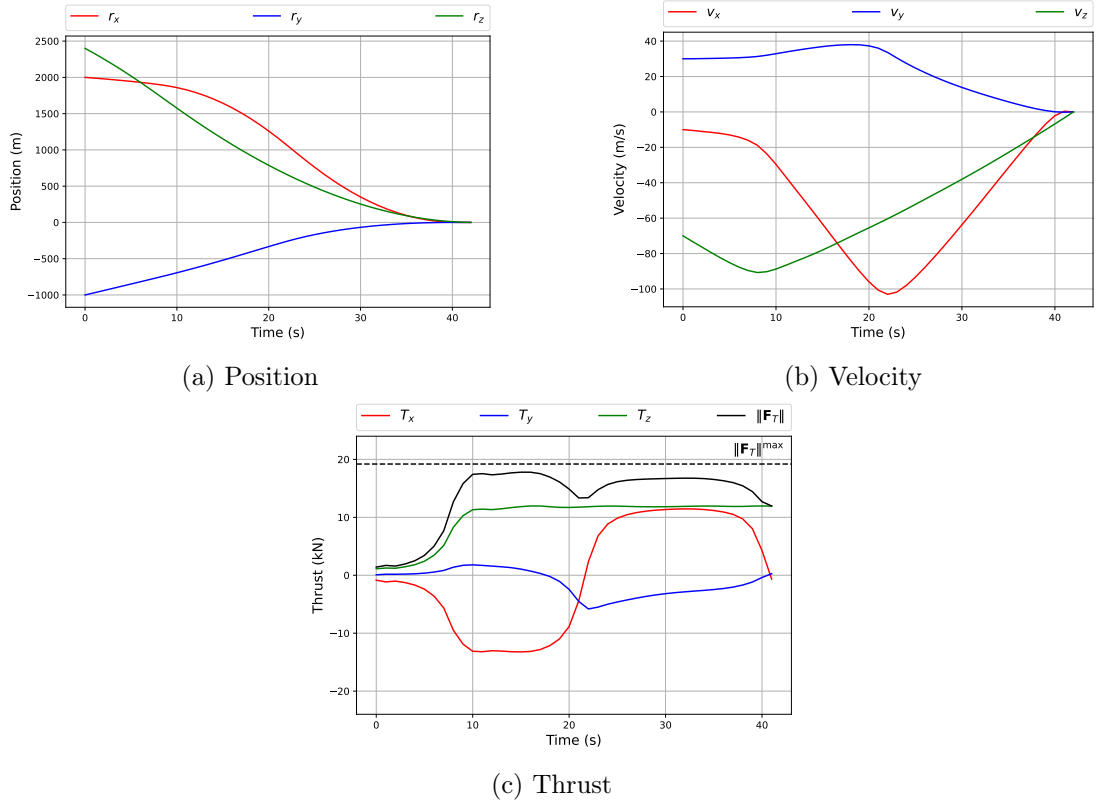 r_x r_y r_z
2500
2000
1500
1000
500
0
−500
−1000
Position (m)
0 10 20 30 40
Time (s)
(a) Position
v_x v_y v_z
40
20
0
−20
−40
−60
−80
−100
Velocity (m/s)
0 10 20 30 40
Time (s)
(b) Velocity
T_x T_y T_z ‖F_T‖
‖F_T‖^max
20
10
0
−10
−20
Thrust (kN)
0 10 20 30 40
Time (s)
(c) Thrust